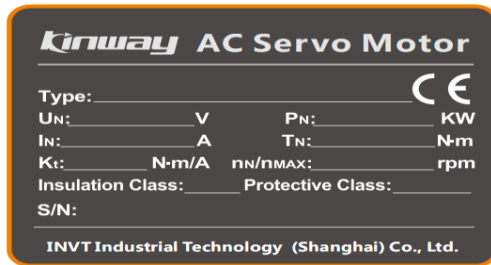 Kinway AC Servo Motor
Type: CE
UN: V PN: KW
IN: A TN: N·m
Kt: N·m/A nN/nMAX: rpm
Insulation Class: Protective Class:
S/N:
INVT Industrial Technology (Shanghai) Co., Ltd.